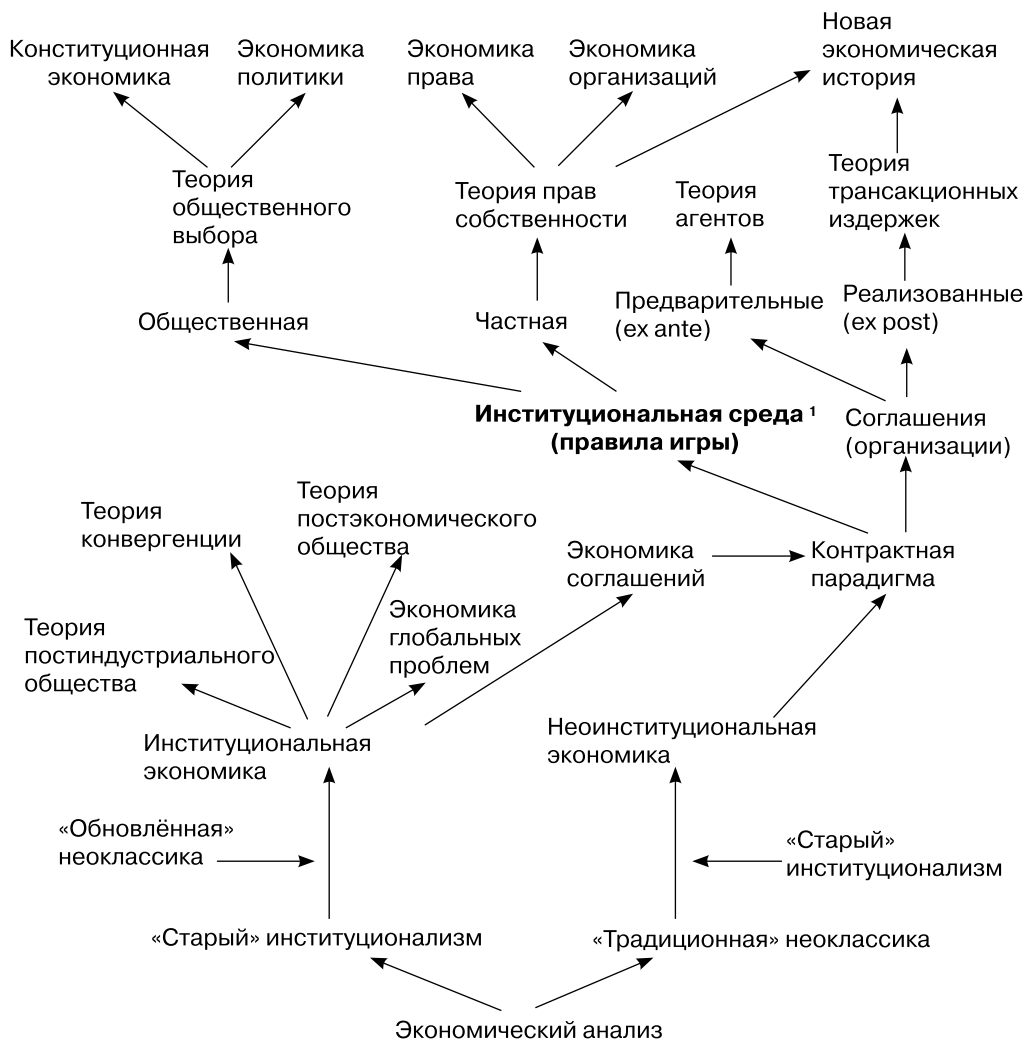 Конституционная
экономика
Экономика
политики
Экономика
права
Экономика
организаций
Новая
экономическая
история
Теория
общественного
выбора
Теория прав
собственности
Теория
агентов
Теория
трансакционных
издержек
Общественная
Частная
Предварительные
(ex ante)
Реализованные
(ex post)
Институциональная среда ¹
(правила игры)
Соглашения
(организации)
Теория
конвергенции
Теория
постэкономического
общества
Экономика
соглашений
Контрактная
парадигма
Теория
постиндустриального
общества
Экономика
глобальных
проблем
Институциональная
экономика
Неоинституциональная
экономика
«Обновлённая»
неоклассика
«Старый»
институционализм
«Старый» институционализм
«Традиционная» неоклассика
Экономический анализ